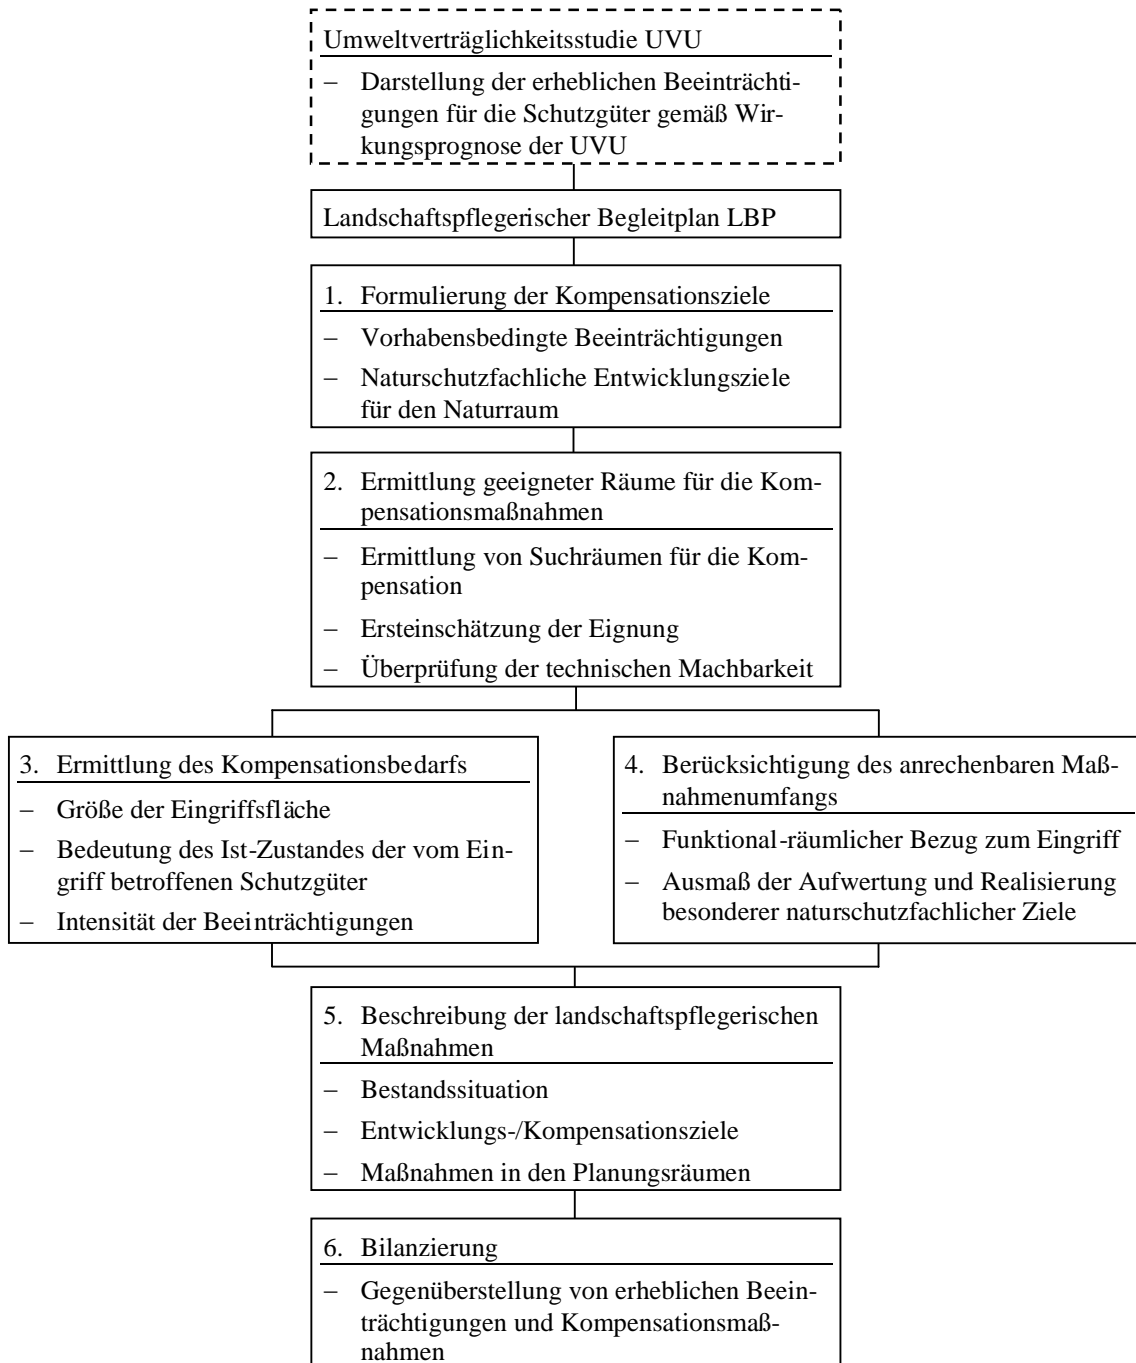 Umweltverträglichkeitsstudie UVU
– Darstellung der erheblichen Beeinträchti-
gungen für die Schutzgüter gemäß Wir-
kungsprognose der UVU
Landschaftspflegerischer Begleitplan LBP
1. Formulierung der Kompensationsziele
– Vorhabensbedingte Beeinträchtigungen
– Naturschutzfachliche Entwicklungsziele
für den Naturraum
2. Ermittlung geeigneter Räume für die Kom-
pensationsmaßnahmen
– Ermittlung von Suchräumen für die Kom-
pensation
– Ersteinschätzung der Eignung
– Überprüfung der technischen Machbarkeit
3. Ermittlung des Kompensationsbedarfs
– Größe der Eingriffsfläche
– Bedeutung des Ist-Zustandes der vom Ein-
griff betroffenen Schutzgüter
– Intensität der Beeinträchtigungen
4. Berücksichtigung des anrechenbaren Maß-
nahmenumfangs
– Funktional-räumlicher Bezug zum Eingriff
– Ausmaß der Aufwertung und Realisierung
besonderer naturschutzfachlicher Ziele
5. Beschreibung der landschaftspflegerischen
Maßnahmen
– Bestandssituation
– Entwicklungs-/Kompensationsziele
– Maßnahmen in den Planungsräumen
6. Bilanzierung
– Gegenüberstellung von erheblichen Beein-
trächtigungen und Kompensationsmaß-
nahmen